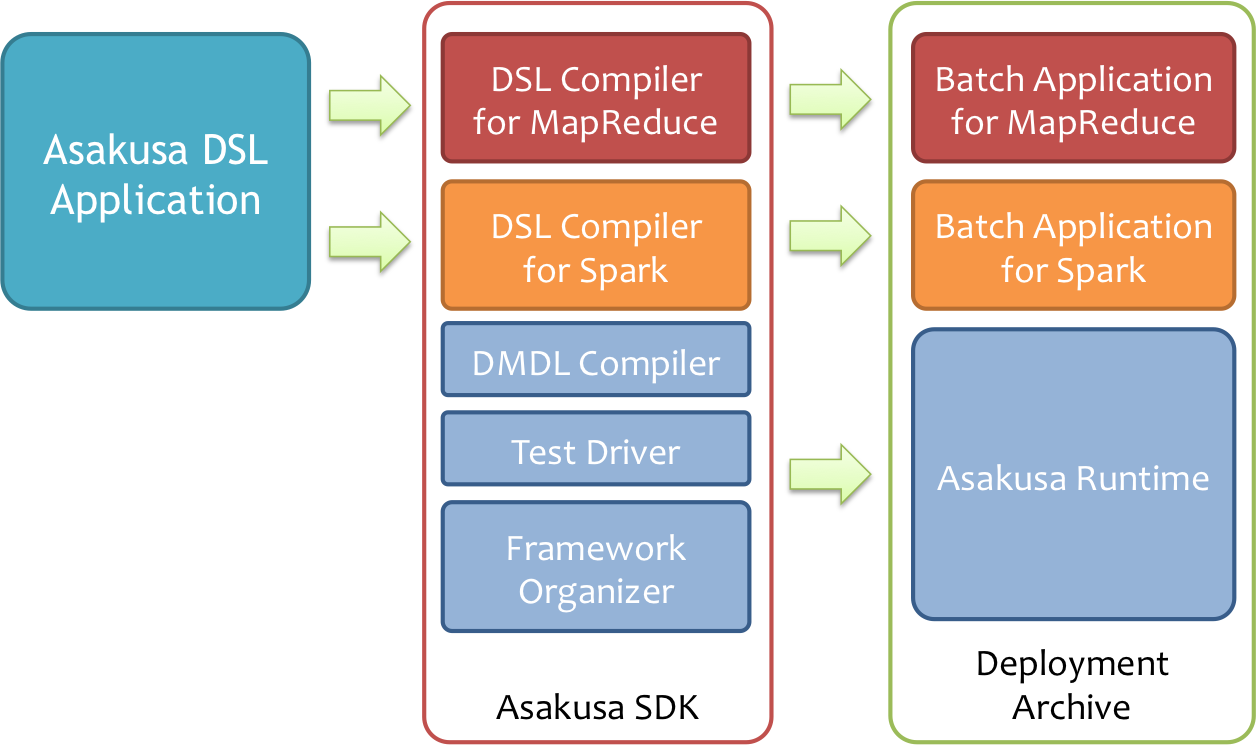 Asakusa DSL
Application
DSL Compiler
for MapReduce
DSL Compiler
for Spark
DMDL Compiler
Test Driver
Framework
Organizer
Asakusa SDK
Batch Application
for MapReduce
Batch Application
for Spark
Asakusa Runtime
Deployment
Archive